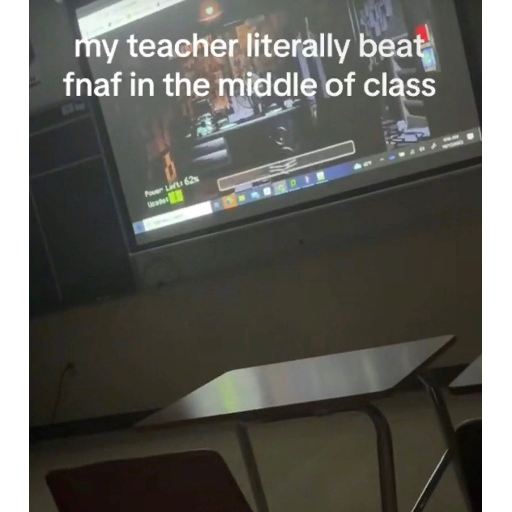 my teacher literally beat
fnaf in the middle of class
Power Left: 62%
Usage: